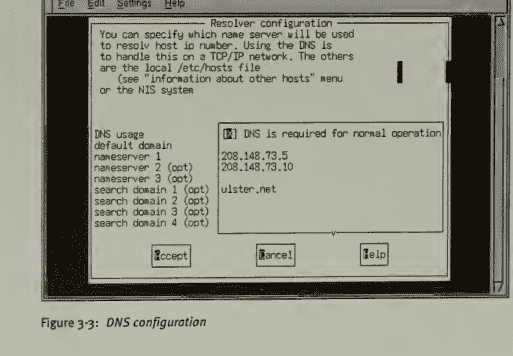 File Edit Settings Help
Resolver configuration
You can specify which name server will be used
to resolv host ip number. Using the DNS is
to handle this on a TCP/IP network. The others
are the local /etc/hosts file
(see "information about other hosts" menu
or the NIS system
DNS usage [X] DNS is required for normal operation
default domain
nameserver 1 208.148.73.5
nameserver 2 (opt) 208.148.73.10
nameserver 3 (opt)
search domain 1 (opt) ulster.net
search domain 2 (opt)
search domain 3 (opt)
search domain 4 (opt)
Accept Cancel Help
Figure 3-3: DNS configuration